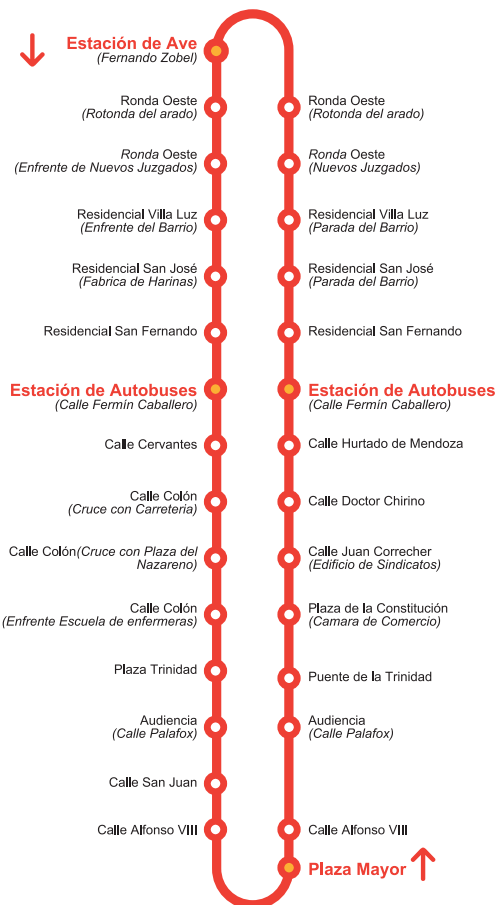 Estación de Ave
(Fernando Zobel)
Ronda Oeste
(Rotonda del arado)
Ronda Oeste
(Enfrente de Nuevos Juzgados)
Residencial Villa Luz
(Enfrente del Barrio)
Residencial San José
(Fabrica de Harinas)
Residencial San Fernando
Estación de Autobuses
(Calle Fermín Caballero)
Calle Cervantes
Calle Colón
(Cruce con Carreteria)
Calle Colón(Cruce con Plaza del
Nazareno)
Calle Colón
(Enfrente Escuela de enfermeras)
Plaza Trinidad
Audiencia
(Calle Palafox)
Calle San Juan
Calle Alfonso VIII
Ronda Oeste
(Rotonda del arado)
Ronda Oeste
(Nuevos Juzgados)
Residencial Villa Luz
(Parada del Barrio)
Residencial San José
(Parada del Barrio)
Residencial San Fernando
Estación de Autobuses
(Calle Fermín Caballero)
Calle Hurtado de Mendoza
Calle Doctor Chirino
Calle Juan Correcher
(Edificio de Sindicatos)
Plaza de la Constitución
(Camara de Comercio)
Puente de la Trinidad
Audiencia
(Calle Palafox)
Calle Alfonso VIII
Plaza Mayor